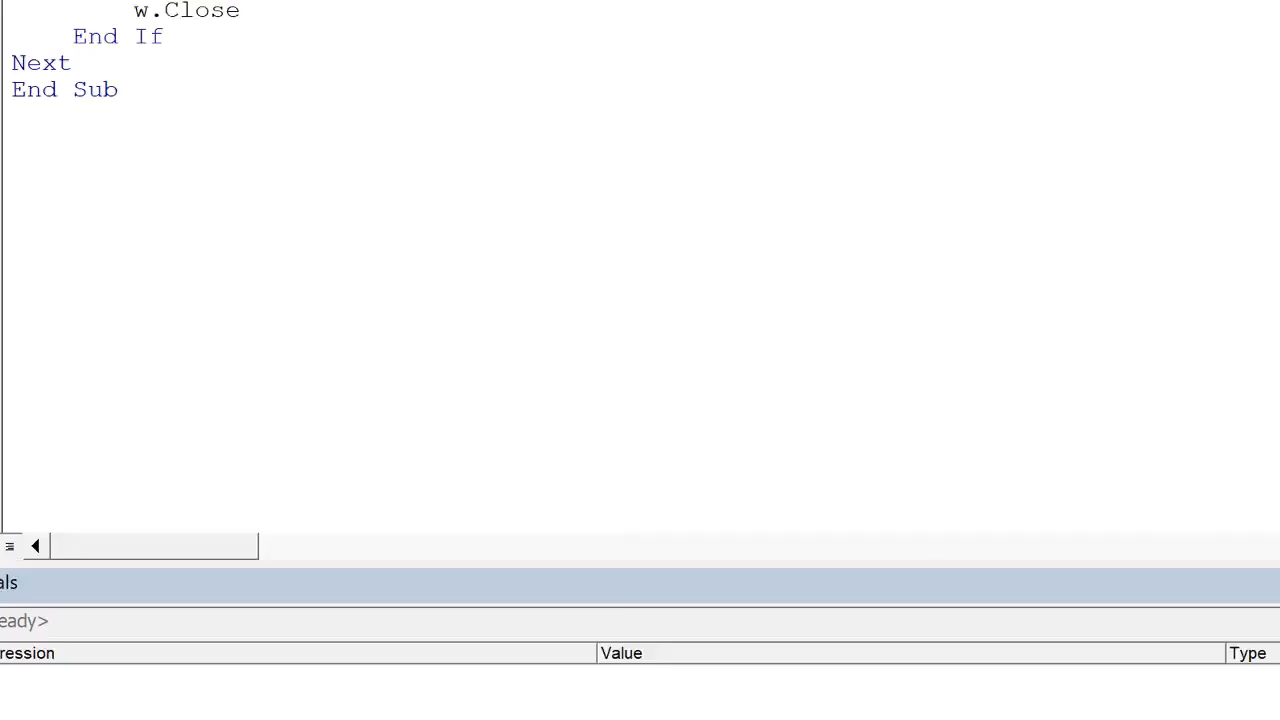 w.Close
End If
Next
End Sub
als
eady>
ression Value Type